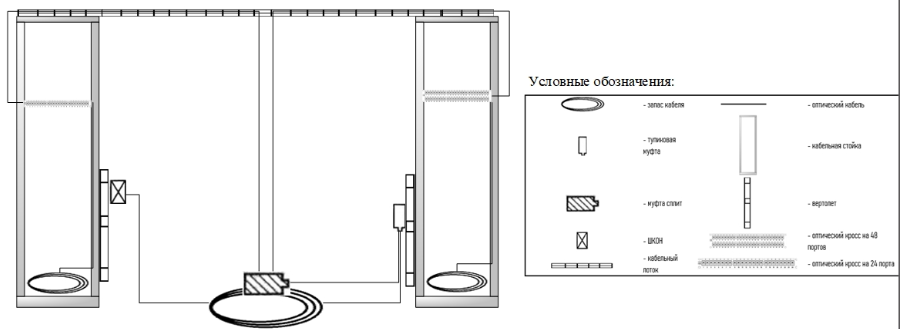 Условные обозначения:
- запас кабеля
- оптический кабель
- тупиковая
муфта
- кабельная стойка
- муфта сплит
- вертолет
- ШКОН
- оптический кросс на 48
портов
- кабельный
лоток
- оптический кросс на 24 порта